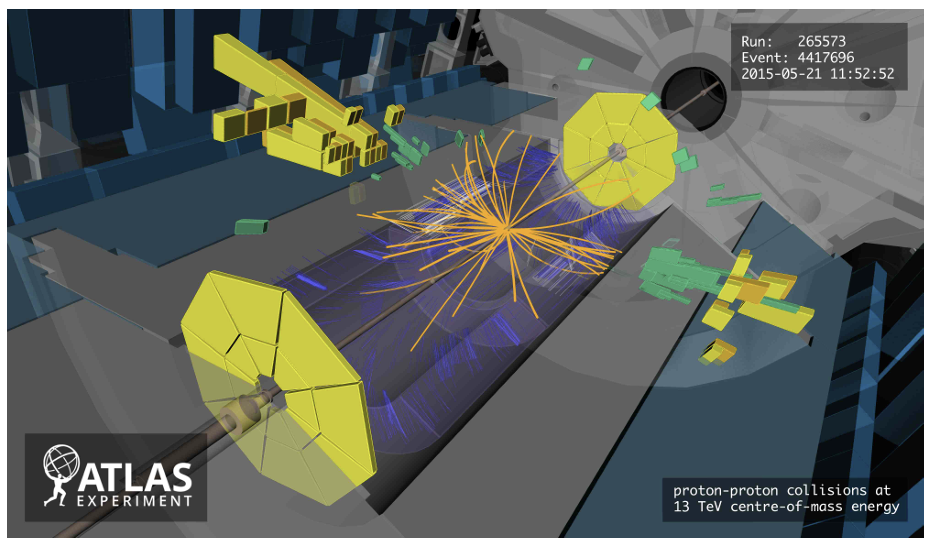 Run: 265573
Event: 4417696
2015-05-21 11:52:52
ATLAS
EXPERIMENT
proton-proton collisions at
13 TeV centre-of-mass energy